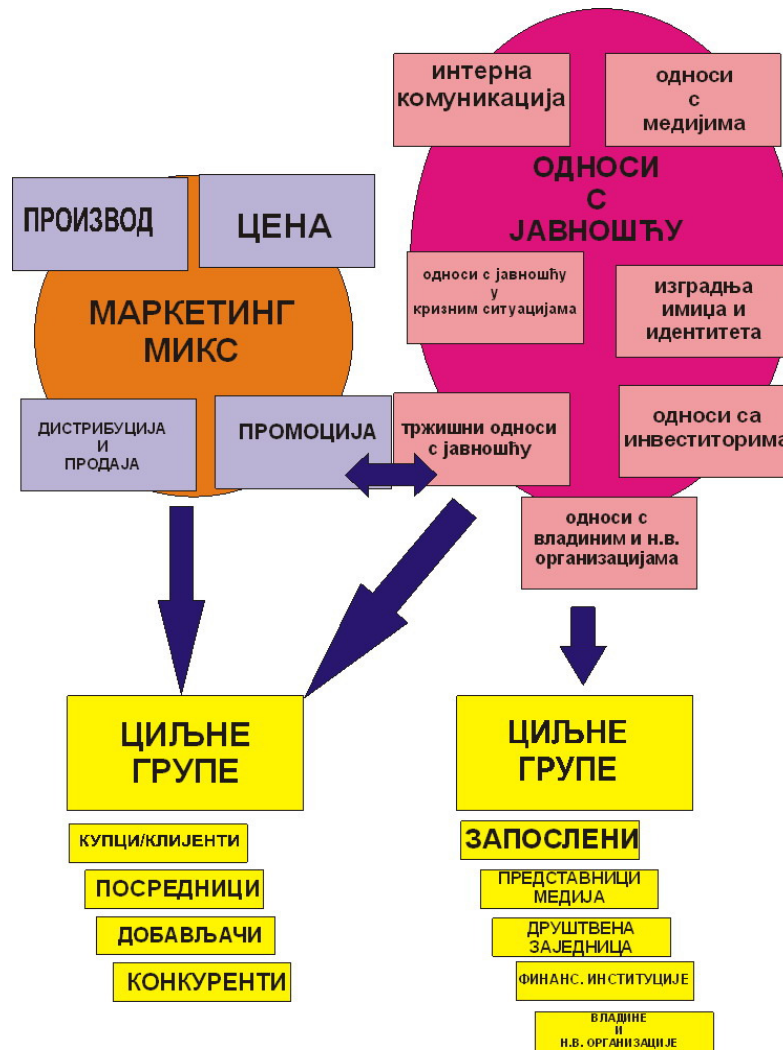 интерна
комуникација
односи
с
медијима
ОДНОСИ
С
ЈАВНОШЋУ
ПРОИЗВОД
ЦЕНА
односи с јавношћу
у
кризним ситуацијама
изградња
имиџа и
идентитета
МАРКЕТИНГ
МИКС
ДИСТРИБУЦИЈА
И
ПРОДАЈА
ПРОМОЦИЈА
тржишни односи
с јавношћу
односи са
инвеститорима
односи с
владиним и н.в.
организацијама
ЦИЉНЕ
ГРУПЕ
КУПЦИ/КЛИЈЕНТИ
ПОСРЕДНИЦИ
ДОБАВЉАЧИ
КОНКУРЕНТИ
ЦИЉНЕ
ГРУПЕ
ЗАПОСЛЕНИ
ПРЕДСТАВНИЦИ
МЕДИЈА
ДРУШТВЕНА
ЗАЈЕДНИЦА
ФИНАНС. ИНСТИТУЦИЈЕ
ВЛАДИНЕ
И
Н.В. ОРГАНИЗАЦИЈЕ